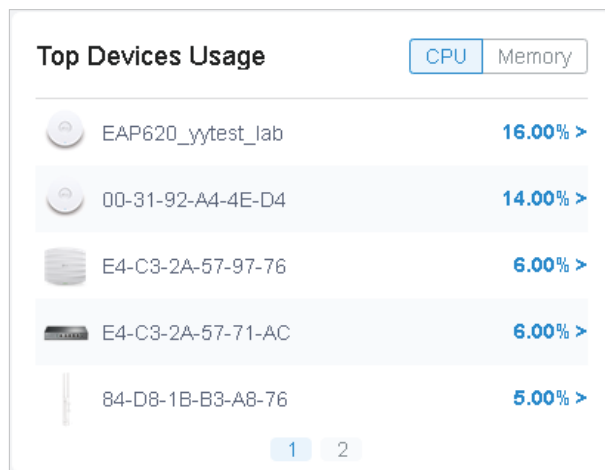 Top Devices Usage CPU Memory
EAP620_yytest_lab 16.00% >
00-31-92-A4-4E-D4 14.00% >
E4-C3-2A-57-97-76 6.00% >
E4-C3-2A-57-71-AC 6.00% >
84-D8-1B-B3-A8-76 5.00% >
1 2